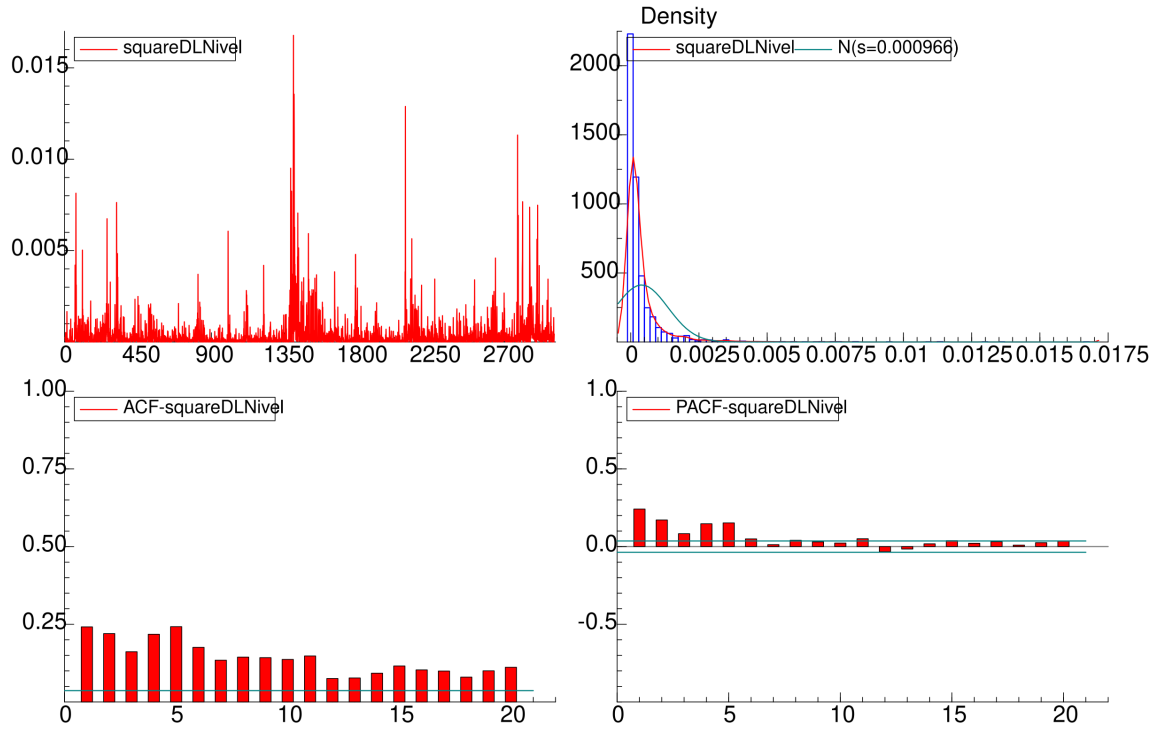 Density
squareDLNivel
squareDLNivel N(s=0.000966)
0.015
0.010
0.005
0 450 900 1350 1800 2250 2700
2000
1500
1000
500
0 0.0025 0.005 0.0075 0.01 0.0125 0.015 0.0175
ACF-squareDLNivel
1.00
0.75
0.50
0.25
0 5 10 15 20
PACF-squareDLNivel
1.0
0.5
0.0
-0.5
0 5 10 15 20